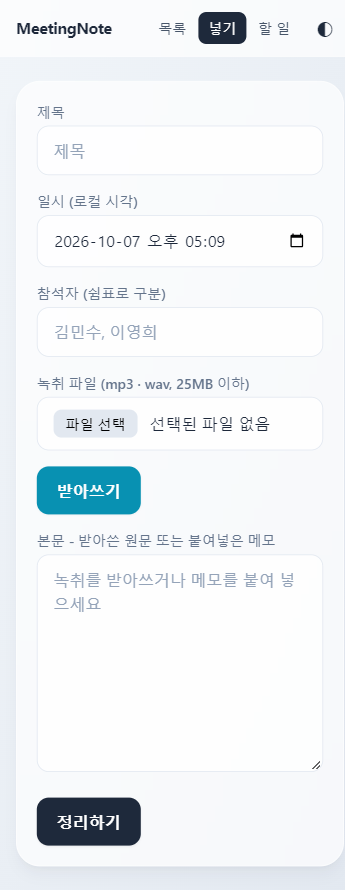 MeetingNote
목록 넣기 할 일
제목
제목
일시 (로컬 시각)
2026-10-07 오후 05:09
참석자 (쉼표로 구분)
김민수, 이영희
녹취 파일 (mp3 · wav, 25MB 이하)
파일 선택 선택된 파일 없음
받아쓰기
본문 - 받아쓴 원문 또는 붙여넣은 메모
녹취를 받아쓰거나 메모를 붙여 넣
으세요
정리하기